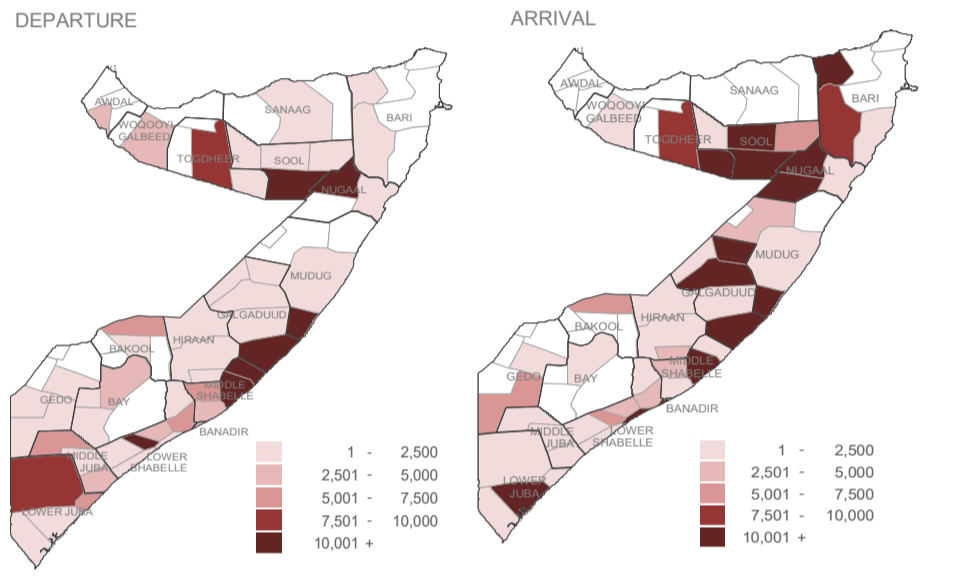 DEPARTURE
AWDAL
WOQOOYI
GALBEED
TOGDHEER
SANAAG
SOOL
BARI
NUGAAL
MUDUG
GALGADUUD
HIRAAN
BAKOOL
MIDDLE
SHABELLE
GEDO
BAY
BANADIR
MIDDLE
JUBA
LOWER
SHABELLE
LOWER JUBA
1 - 2,500
2,501 - 5,000
5,001 - 7,500
7,501 - 10,000
10,001 +
ARRIVAL
AWDAL
WOQOOYI
GALBEED
TOGDHEER
SANAAG
SOOL
BARI
NUGAAL
MUDUG
GALGADUUD
HIRAAN
BAKOOL
MIDDLE
SHABELLE
GEDO
BAY
BANADIR
MIDDLE
JUBA
LOWER
SHABELLE
LOWER
JUBA
1 - 2,500
2,501 - 5,000
5,001 - 7,500
7,501 - 10,000
10,001 +